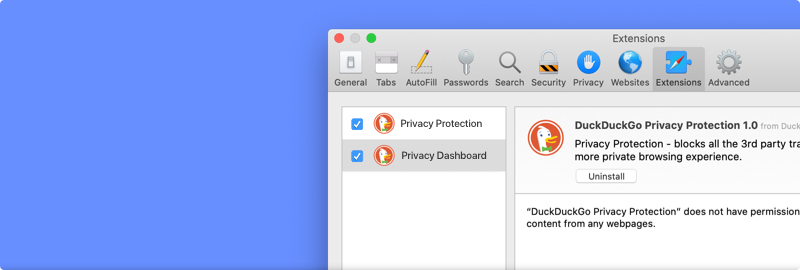 Extensions
General Tabs AutoFill Passwords Search Security Privacy Websites Extensions Advanced
Privacy Protection
Privacy Dashboard
DuckDuckGo Privacy Protection 1.0 from Duck
Privacy Protection - blocks all the 3rd party tra
more private browsing experience.
Uninstall
“DuckDuckGo Privacy Protection” does not have permission
content from any webpages.